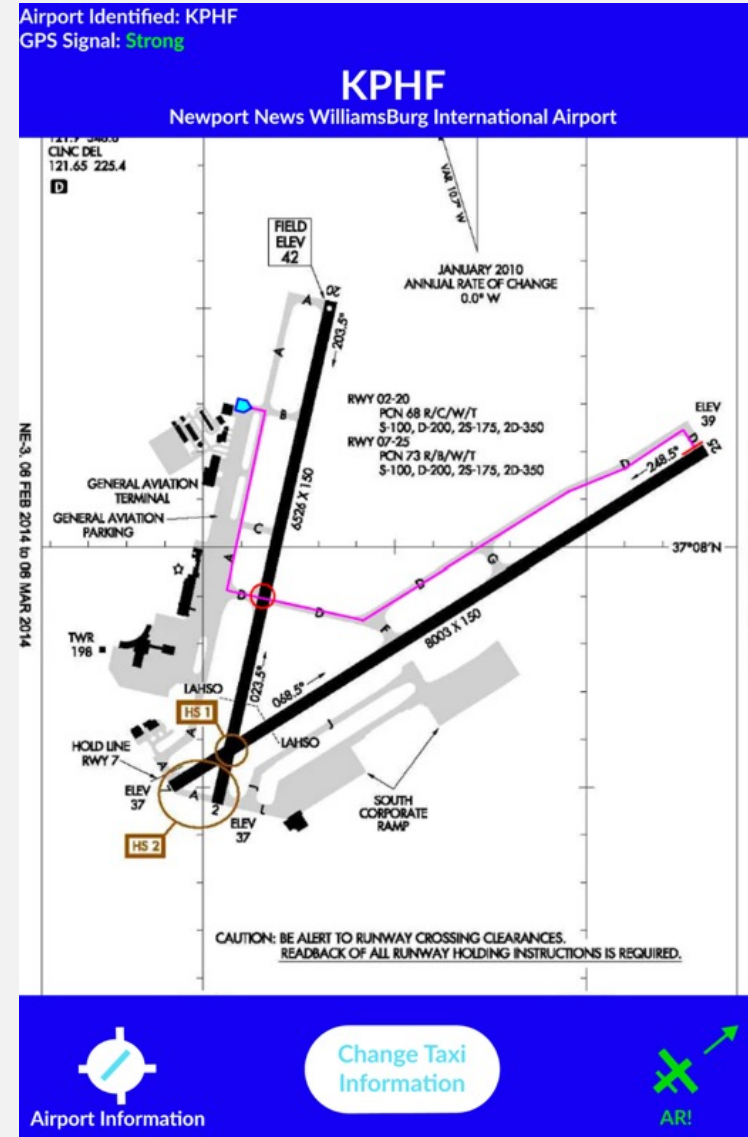 Airport Identified: KPHF
GPS Signal: Strong
KPHF
Newport News WilliamsBurg International Airport
CLNC DEL
121.65 225.4
D
VAR 10.7° W
FIELD
ELEV
42
JANUARY 2010
ANNUAL RATE OF CHANGE
0.0° W
A
20
203.5°
A
RWY 02-20
PCN 68 R/C/W/T
S-100, D-200, 2S-175, 2D-350
RWY 07-25
PCN 73 R/B/W/T
S-100, D-200, 2S-175, 2D-350
ELEV
39
B
D
25
248.5°
D
GENERAL AVIATION
TERMINAL
6526 X 150
GENERAL AVIATION
PARKING
C
37°08'N
A
G
D
D
D
F
8003 X 150
TWR
198
LAHSO
023.5°
068.5°
HS 1
LAHSO
J
A
HOLD LINE
RWY 7
A
ELEV
37
A
2
ELEV
37
L
SOUTH
CORPORATE
RAMP
HS 2
NE-3, 06 FEB 2014 to 06 MAR 2014
CAUTION: BE ALERT TO RUNWAY CROSSING CLEARANCES.
READBACK OF ALL RUNWAY HOLDING INSTRUCTIONS IS REQUIRED.
Airport Information
Change Taxi
Information
AR!